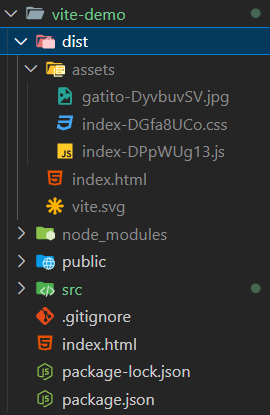 vite-demo
dist
assets
gatito-DyvbuvSV.jpg
index-DGfa8UCo.css
JS index-DPpWUg13.js
index.html
vite.svg
node_modules
public
src
.gitignore
index.html
package-lock.json
package.json